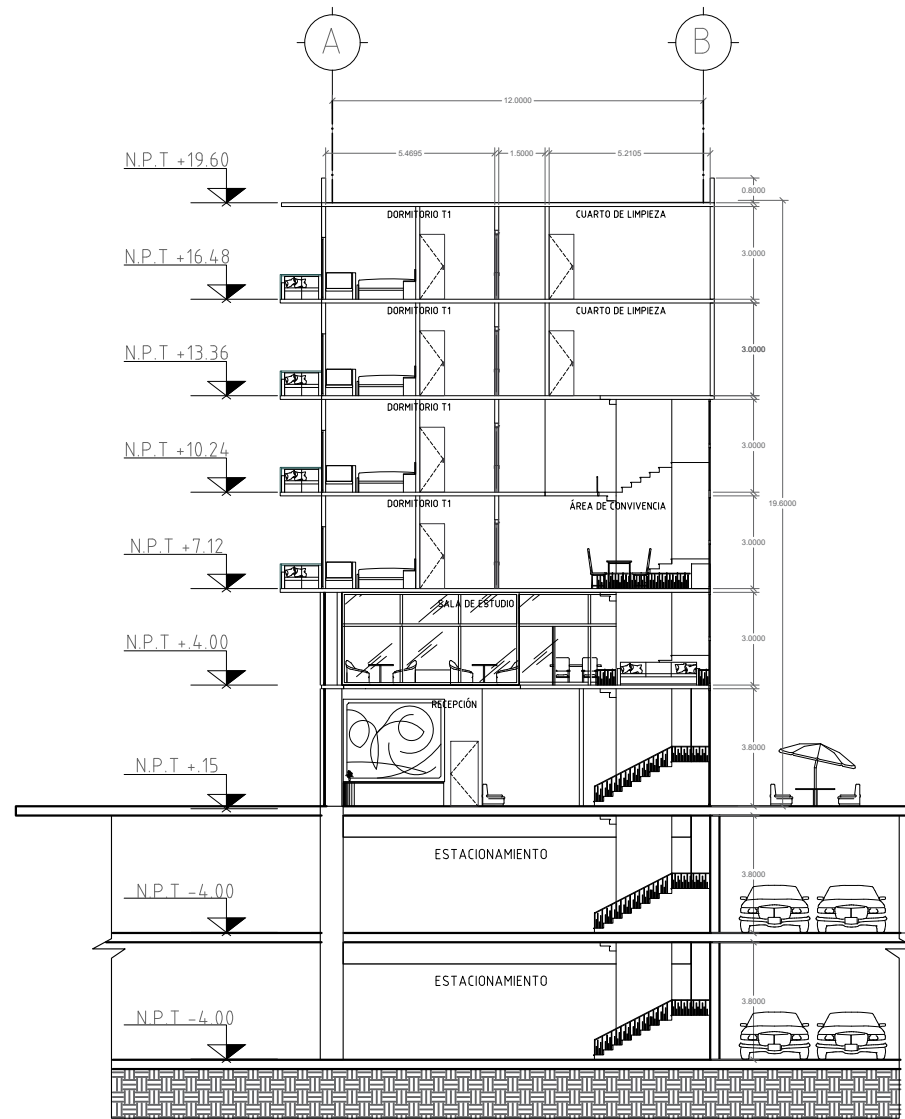 A
B
12.0000
5.4695
1.5000
5.2105
N.P.T +19.60
0.8000
DORMITORIO T1
CUARTO DE LIMPIEZA
3.0000
N.P.T +16.48
DORMITORIO T1
CUARTO DE LIMPIEZA
3.0000
N.P.T +13.36
DORMITORIO T1
3.0000
N.P.T +10.24
DORMITORIO T1
ÁREA DE CONVIVENCIA
19.6000
3.0000
N.P.T +7.12
SALA DE ESTUDIO
3.0000
N.P.T +.4.00
RECEPCIÓN
3.8000
N.P.T +.15
ESTACIONAMIENTO
3.8000
N.P.T -4.00
ESTACIONAMIENTO
3.8000
N.P.T -4.00